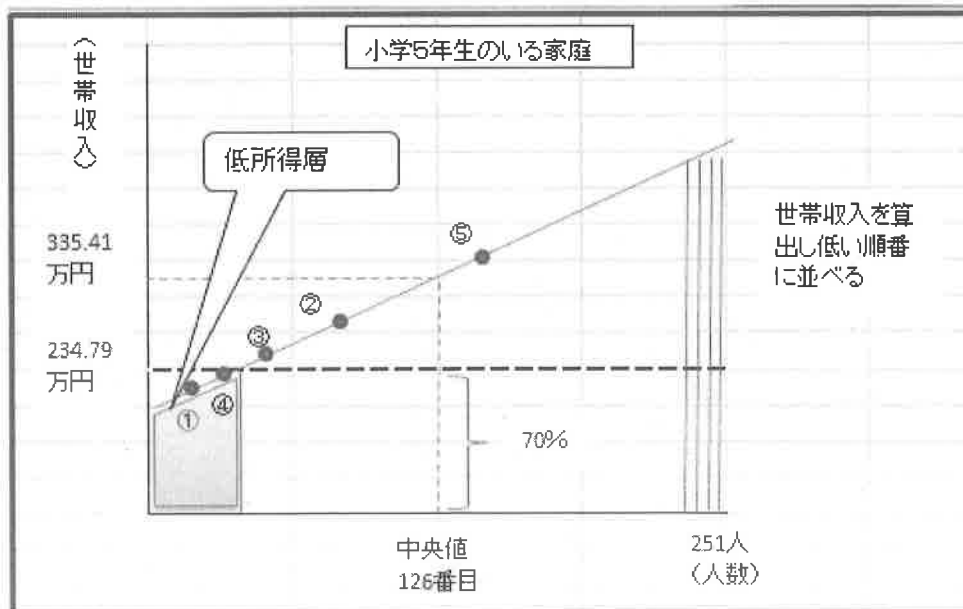 小学5年生のいる家庭
（世帯収入）
低所得層
335.41
万円
234.79
万円
⑤
②
③
①
④
70%
世帯収入を算
出し低い順番
に並べる
中央値
126番目
251人
（人数）